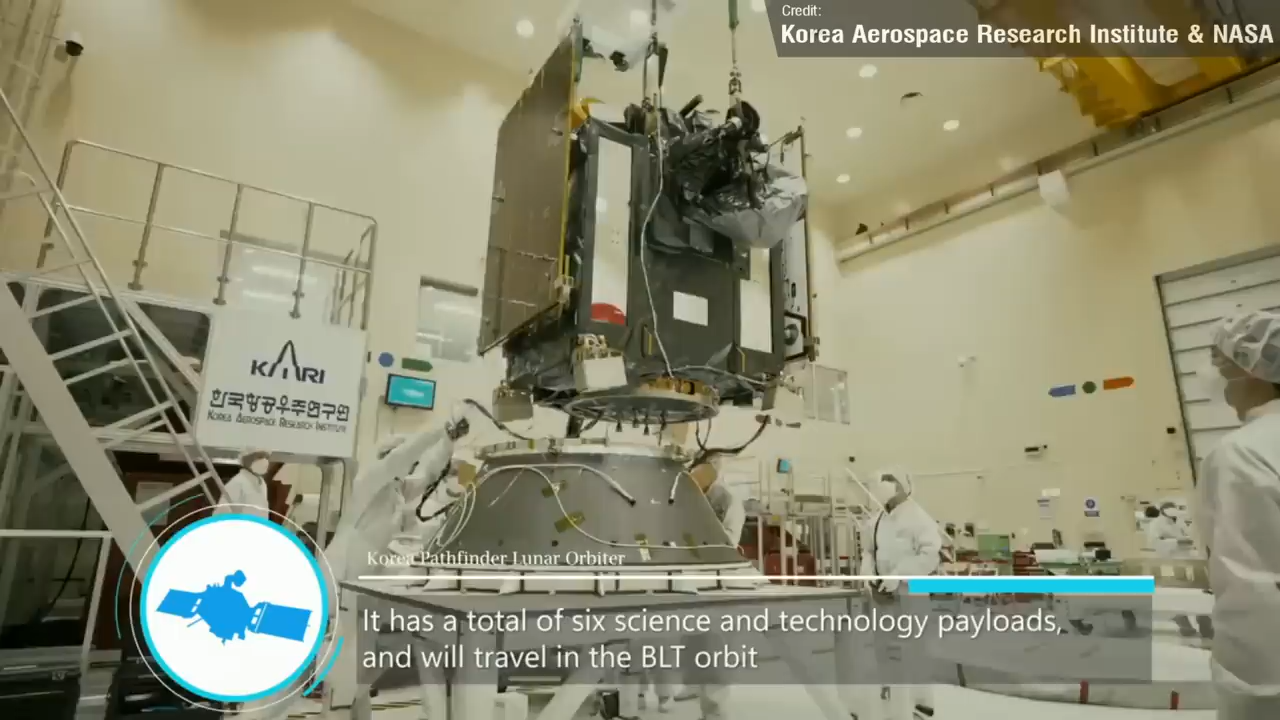 Credit:
Korea Aerospace Research Institute & NASA
KARI
한국항공우주연구원
Korea Aerospace Research Institute
Korea Pathfinder Lunar Orbiter
It has a total of six science and technology payloads,
and will travel in the BLT orbit